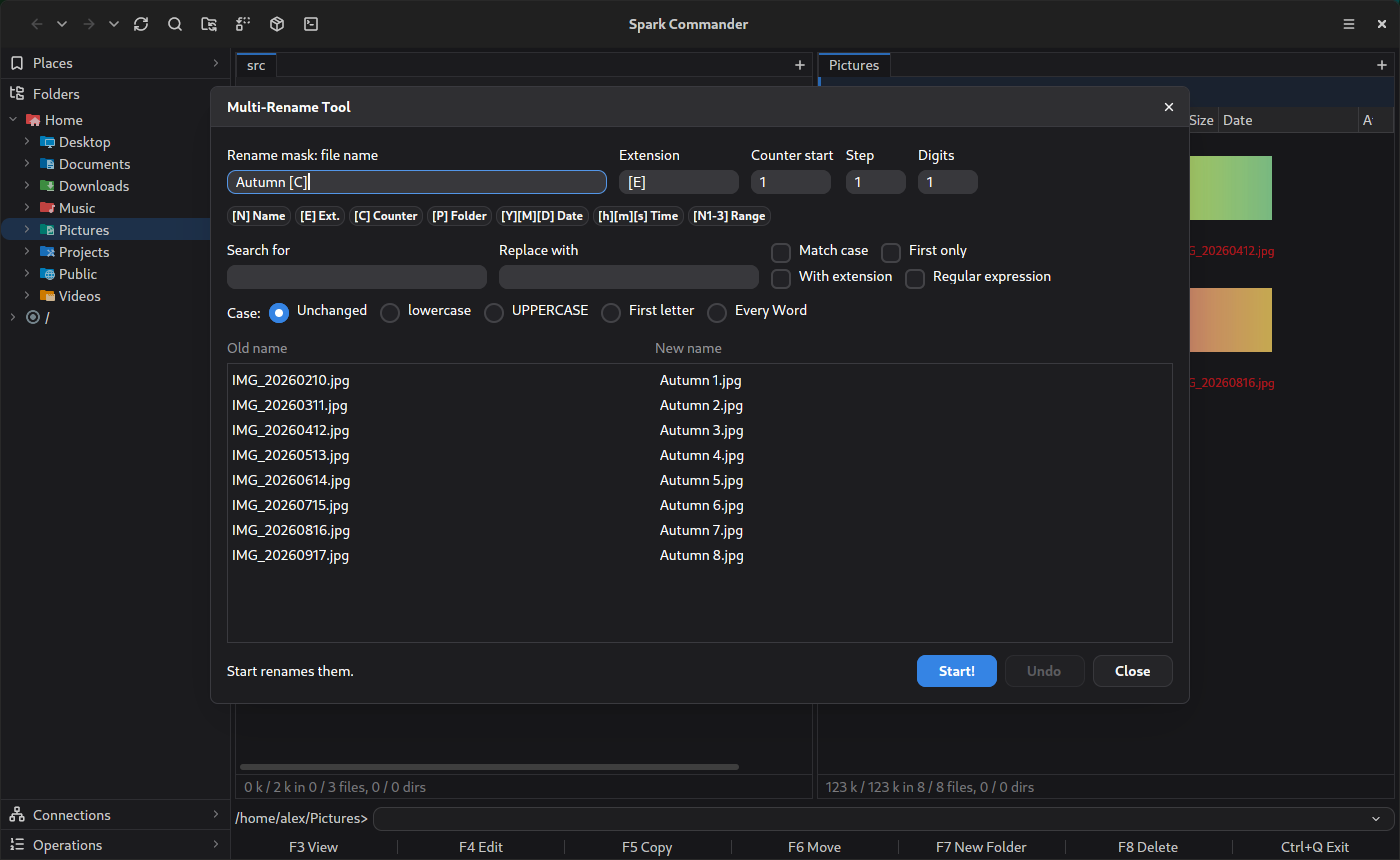 Spark Commander
Places
src
Pictures
Folders
Multi-Rename Tool
Home
Size Date A
Desktop
Documents
Downloads
Music
Pictures
Projects
Public
Videos
/
Rename mask: file name Extension Counter start Step Digits
Autumn [C] [E] 1 1 1
[N] Name [E] Ext. [C] Counter [P] Folder [Y][M][D] Date [h][m][s] Time [N1-3] Range
Search for Replace with Match case First only
With extension Regular expression
Case: Unchanged lowercase UPPERCASE First letter Every Word
Old name New name
IMG_20260210.jpg Autumn 1.jpg
IMG_20260311.jpg Autumn 2.jpg
IMG_20260412.jpg Autumn 3.jpg
IMG_20260513.jpg Autumn 4.jpg
IMG_20260614.jpg Autumn 5.jpg
IMG_20260715.jpg Autumn 6.jpg
IMG_20260816.jpg Autumn 7.jpg
IMG_20260917.jpg Autumn 8.jpg
G_20260412.jpg
G_20260816.jpg
Start renames them. Start! Undo Close
0 k / 2 k in 0 / 3 files, 0 / 0 dirs
123 k / 123 k in 8 / 8 files, 0 / 0 dirs
Connections
Operations
/home/alex/Pictures>
F3 View F4 Edit F5 Copy F6 Move F7 New Folder F8 Delete Ctrl+Q Exit